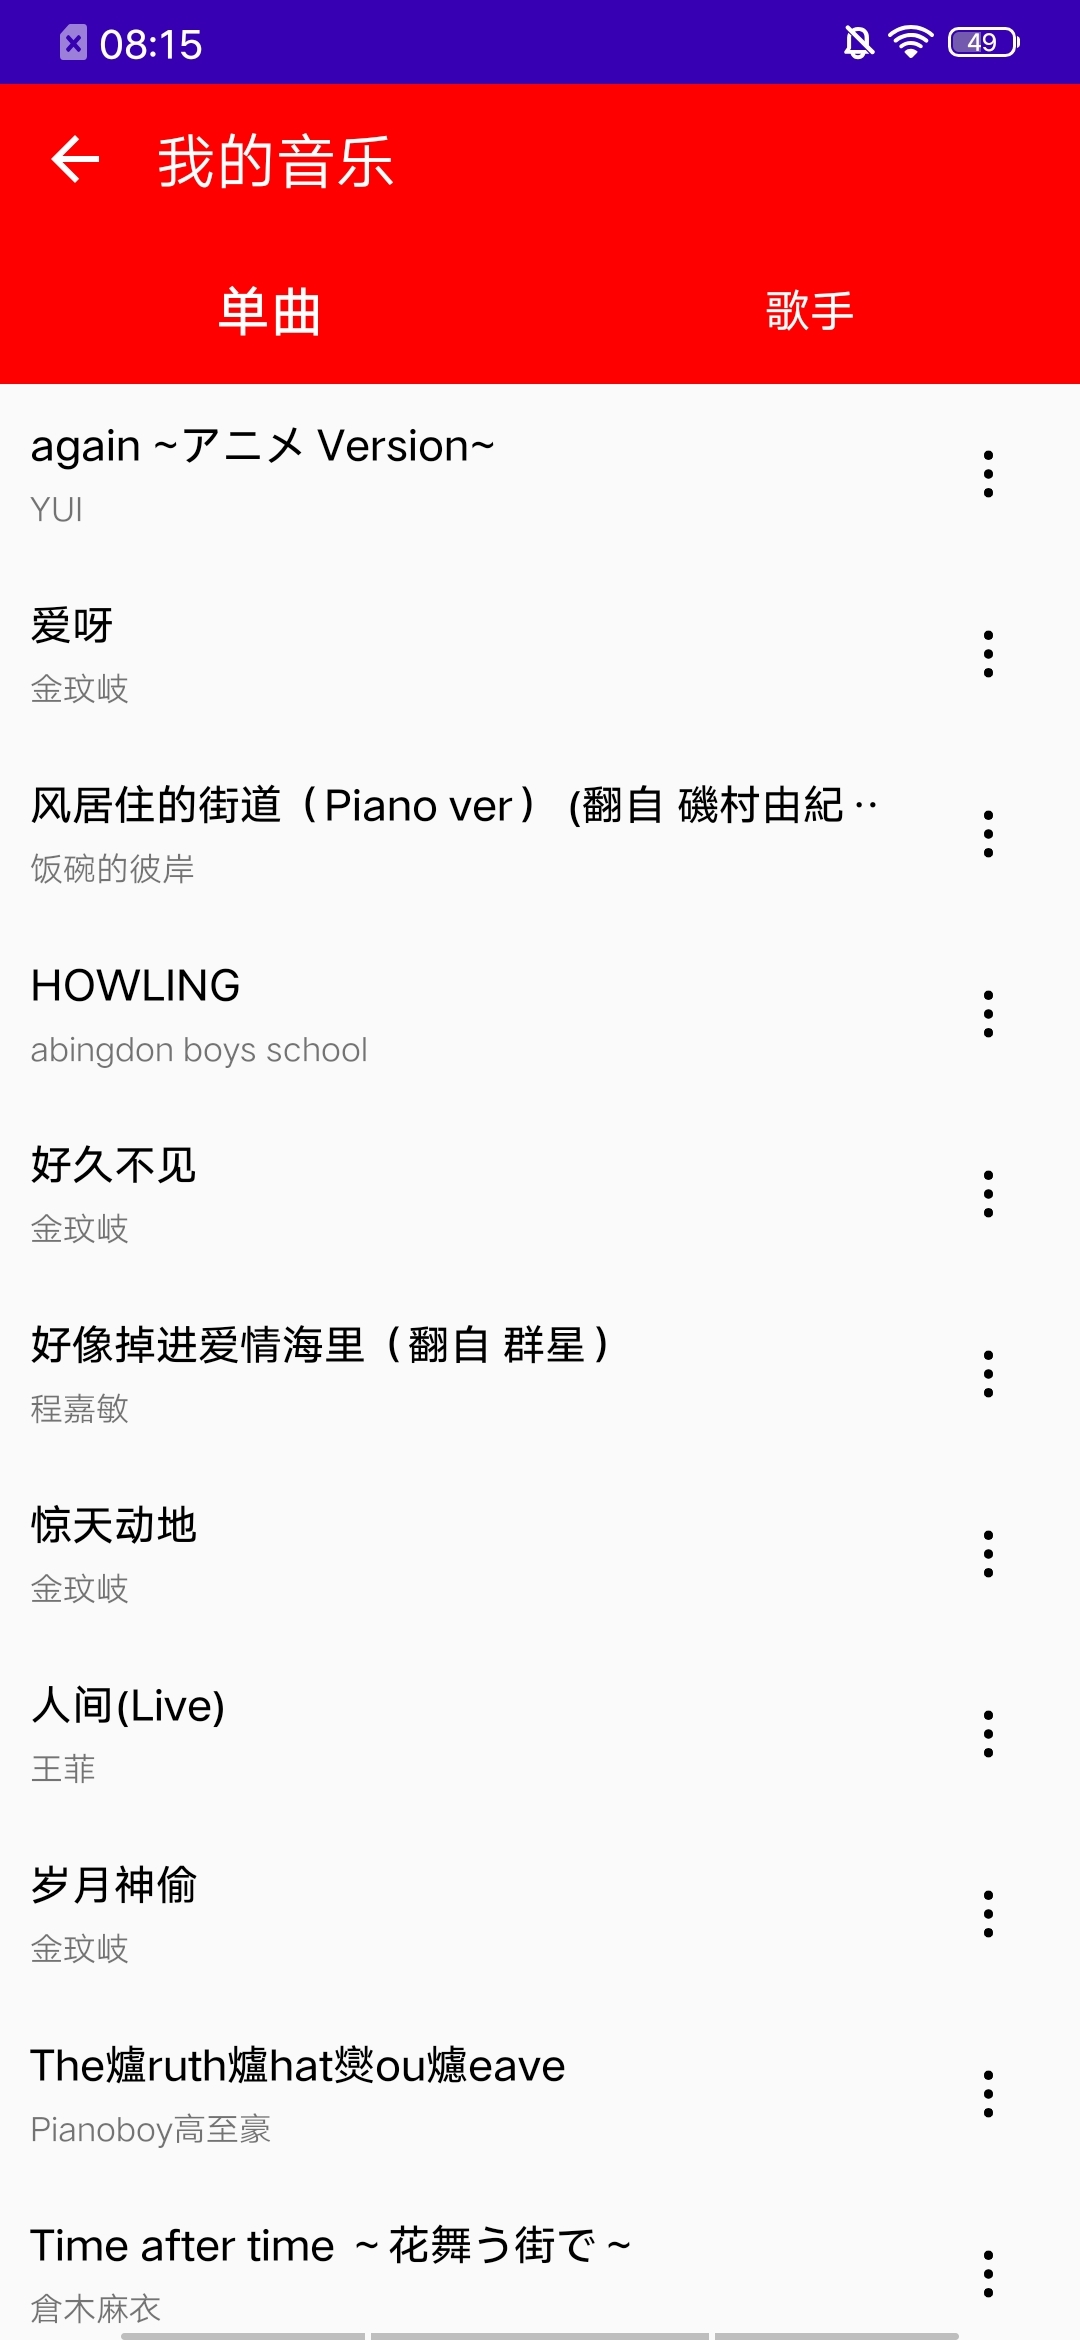 08:15
49
我的音乐
单曲
歌手
again ~アニメ Version~
YUI
爱呀
金玟岐
风居住的街道（Piano ver） (翻自 磯村由紀··
饭碗的彼岸
HOWLING
abingdon boys school
好久不见
金玟岐
好像掉进爱情海里（翻自 群星）
程嘉敏
惊天动地
金玟岐
人间(Live)
王菲
岁月神偷
金玟岐
The爐ruth爐hat燮ou爐eave
Pianoboy高至豪
Time after time ～花舞う街で～
倉木麻衣